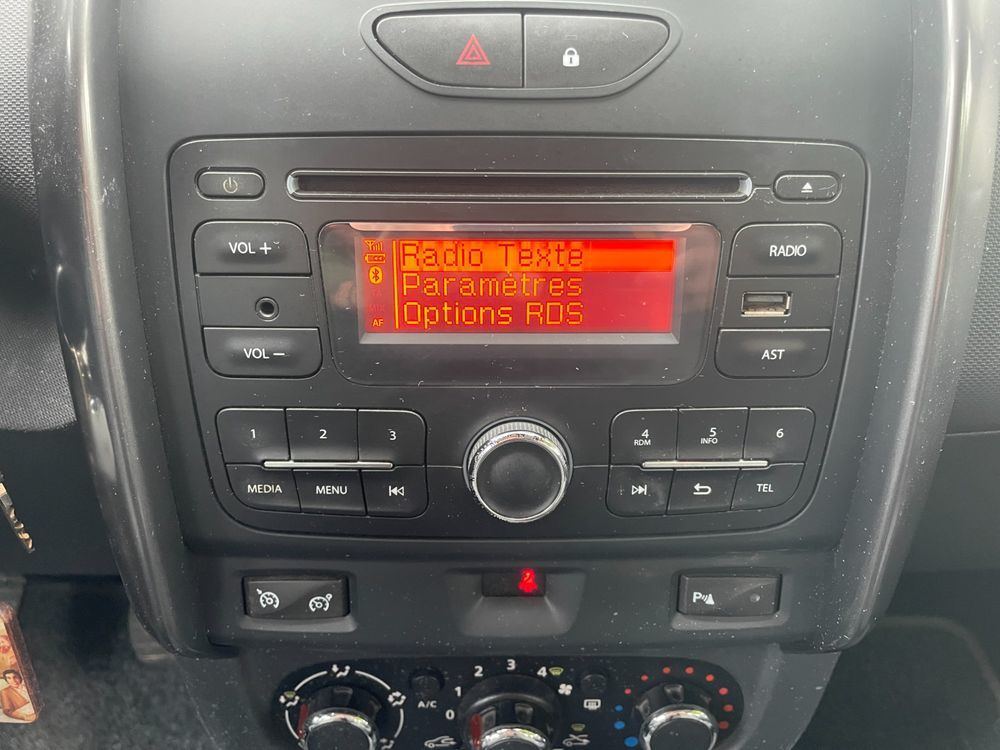 VOL +
VOL −
Radio Texte
Paramètres
Options RDS
AF
RADIO
AST
1
2
3
MEDIA
MENU
4
RDM
5
INFO
6
TEL
P
A/C
0
1
2
3
4